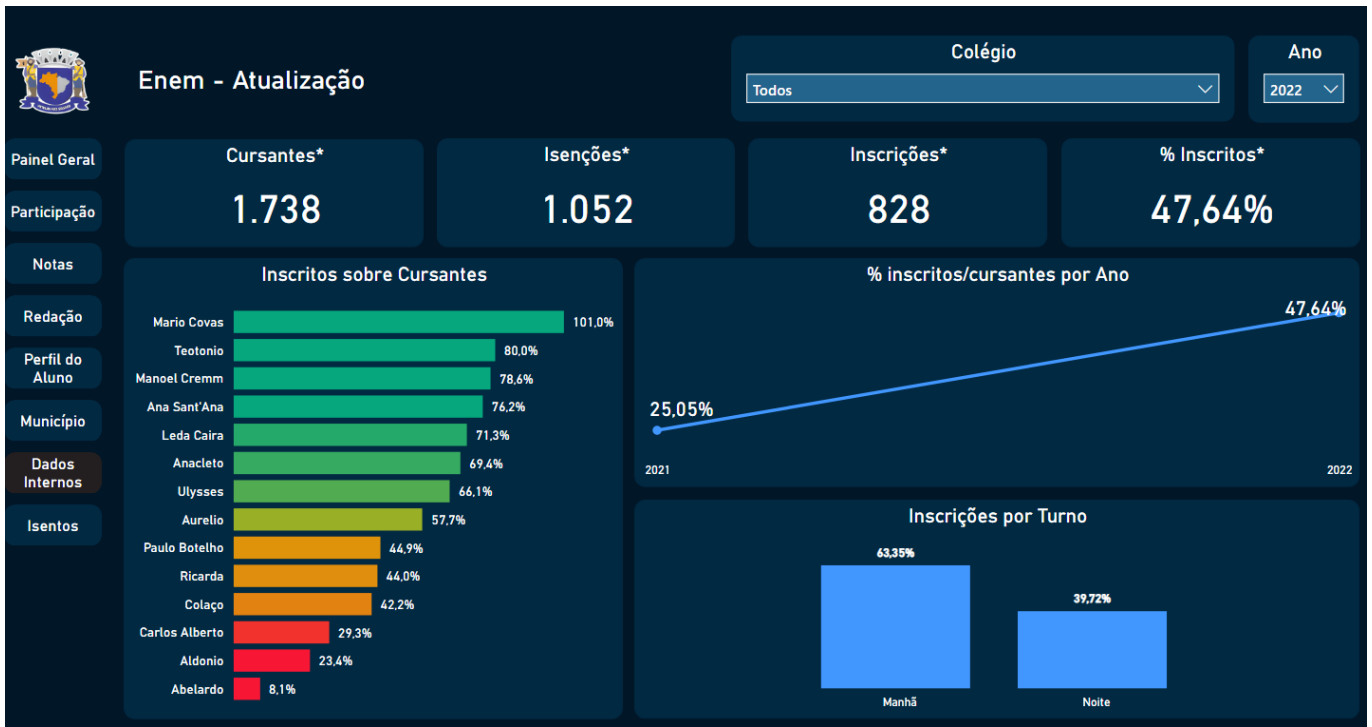 Enem - Atualização
Colégio
Todos
Ano
2022
Painel Geral
Participação
Notas
Redação
Perfil do
Aluno
Município
Dados
Internos
Isentos
Cursantes*
1.738
Isenções*
1.052
Inscrições*
828
% Inscritos*
47,64%
Inscritos sobre Cursantes
Mario Covas 101,0%
Teotonio 80,0%
Manoel Cremm 78,6%
Ana Sant'Ana 76,2%
Leda Caira 71,3%
Anacleto 69,4%
Ulysses 66,1%
Aurelio 57,7%
Paulo Botelho 44,9%
Ricarda 44,0%
Colaço 42,2%
Carlos Alberto 29,3%
Aldonio 23,4%
Abelardo 8,1%
% inscritos/cursantes por Ano
47,64%
25,05%
2021 2022
Inscrições por Turno
63,35%
39,72%
Manhã Noite